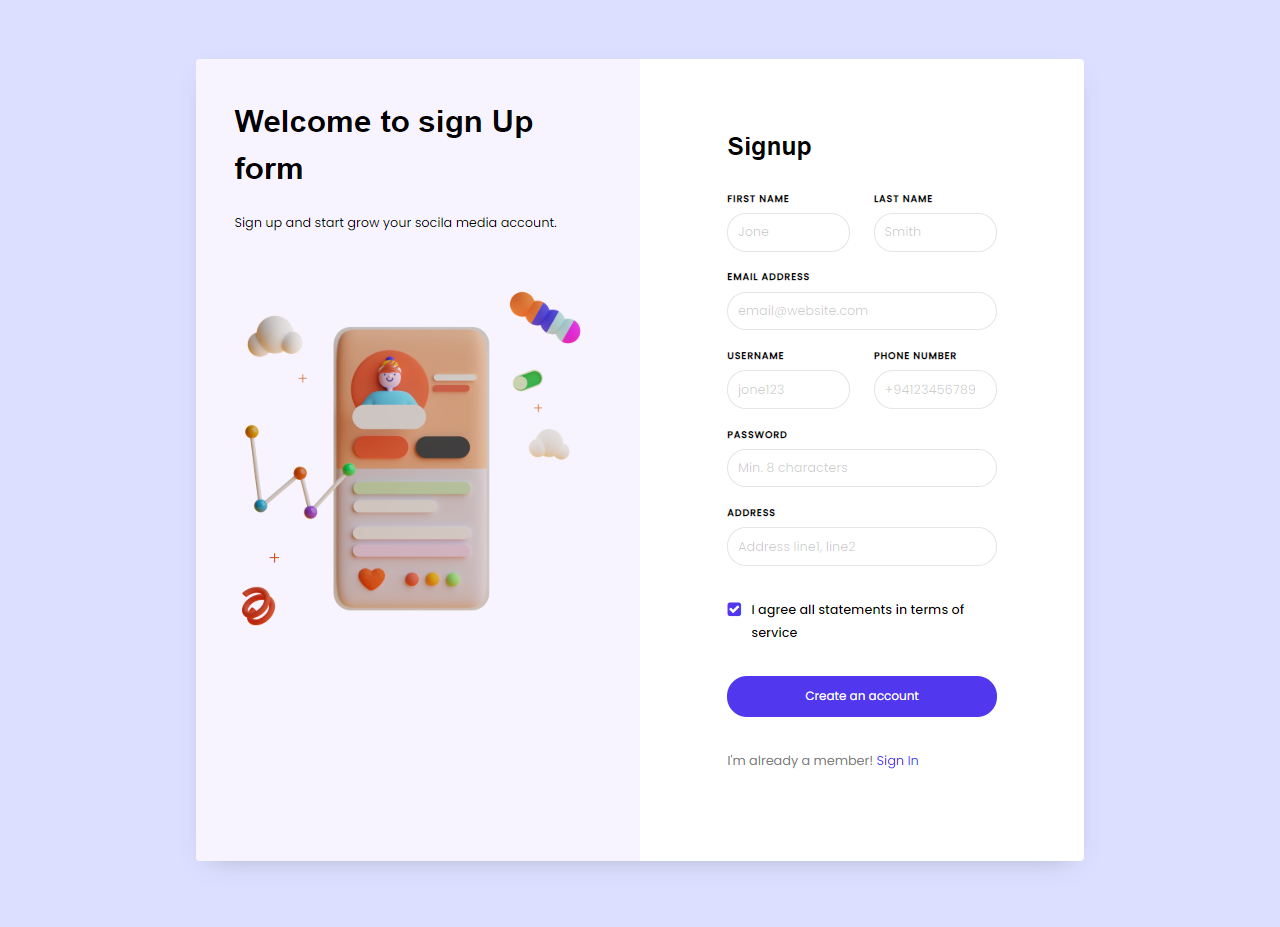 Welcome to sign Up
form
Sign up and start grow your socila media account.
Signup
FIRST NAME
LAST NAME
Jone
Smith
EMAIL ADDRESS
email@website.com
USERNAME
PHONE NUMBER
jone123
+94123456789
PASSWORD
Min. 8 characters
ADDRESS
Address line1, line2
I agree all statements in terms of
service
Create an account
I'm already a member! Sign In